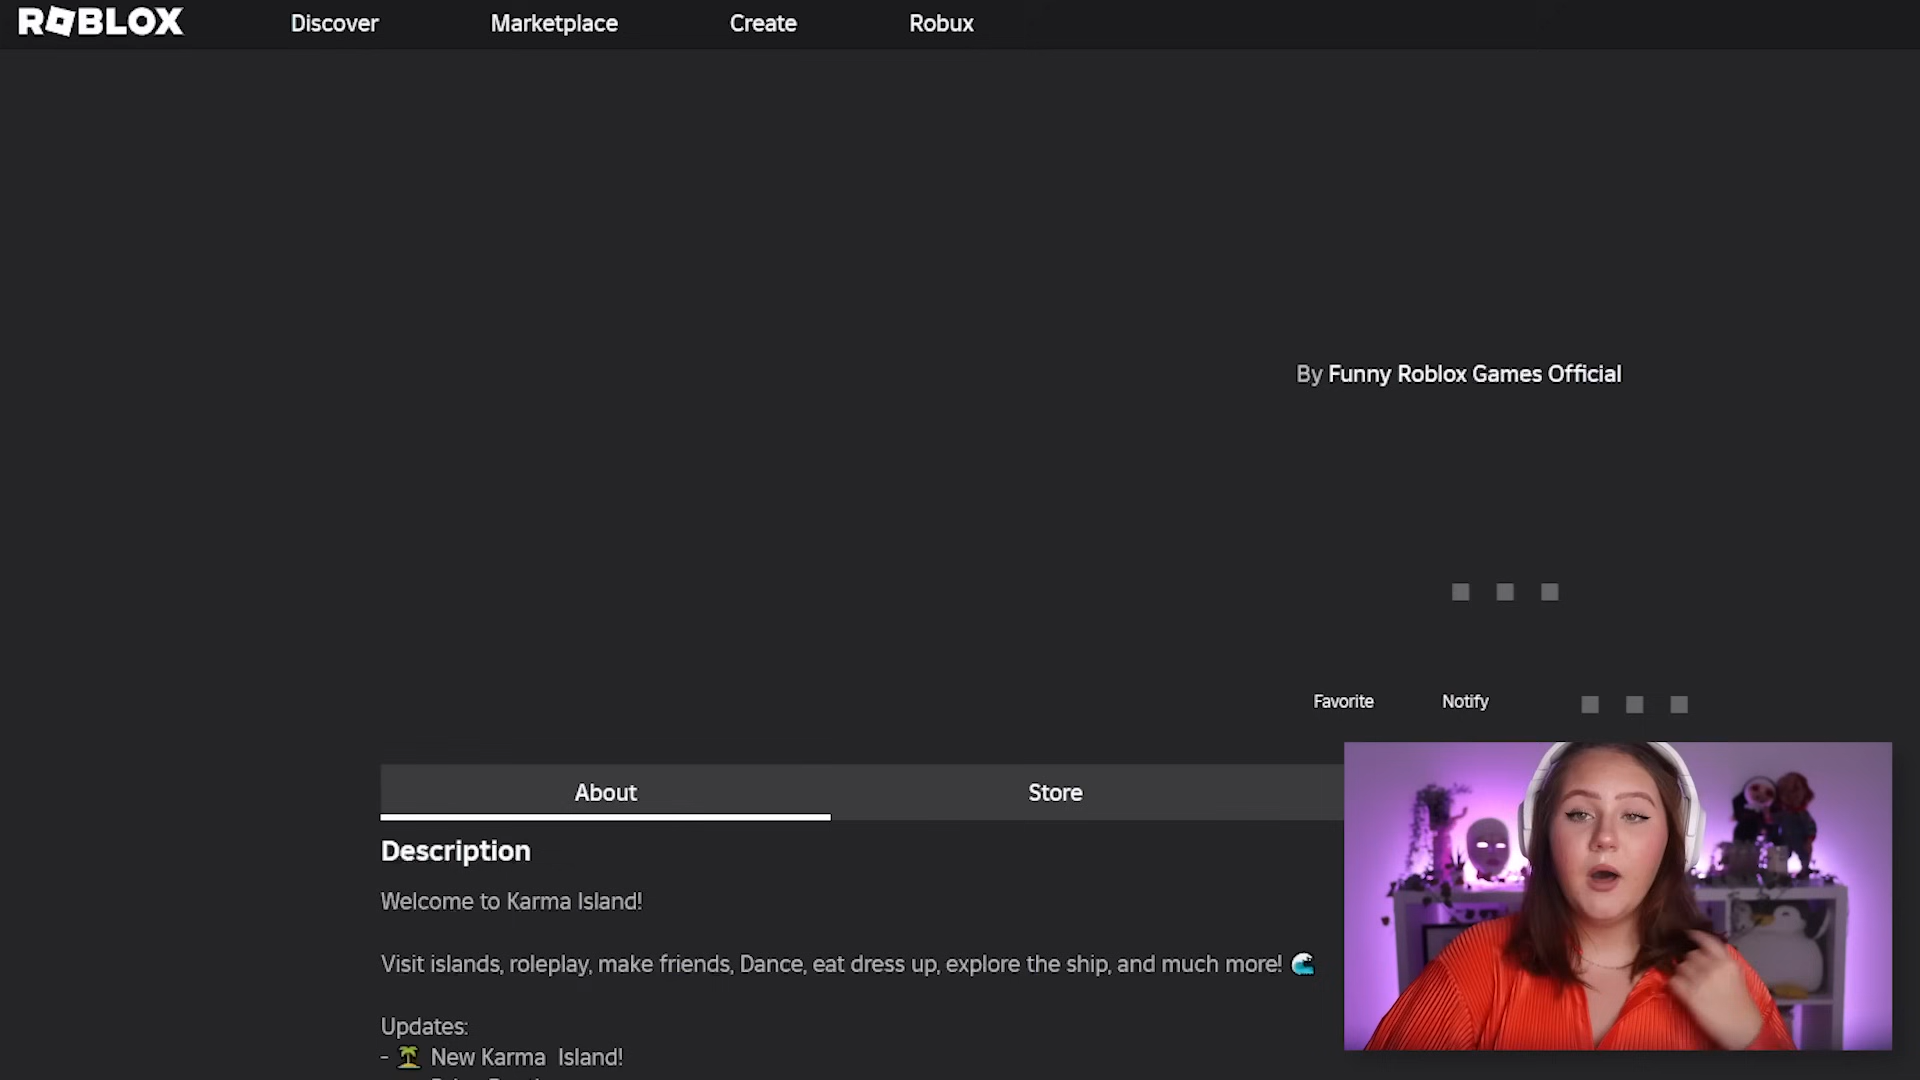 ROBLOX Discover Marketplace Create Robux
By Funny Roblox Games Official
Favorite Notify
About Store
Description
Welcome to Karma Island!
Visit islands, roleplay, make friends, Dance, eat dress up, explore the ship, and much more! 🌊
Updates:
- 🏝️ New Karma Island!